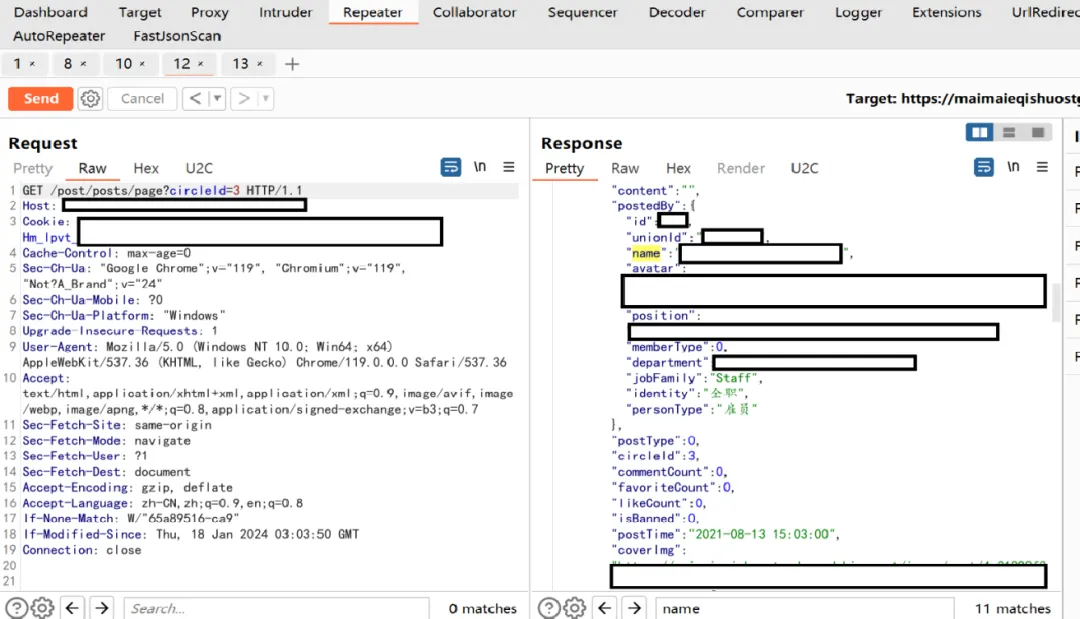 Dashboard Target Proxy Intruder Repeater Collaborator Sequencer Decoder Comparer Logger Extensions UrlRedirec
AutoRepeater FastJsonScan
1 × 8 × 10 × 12 × 13 × +
Send Cancel < > Target: https://maimaieqishuostg
Request
Pretty Raw Hex U2C \n
1 GET /post/posts/page?circleId=3 HTTP/1.1
2 Host:
3 Cookie:
Hm_lpvt_
4 Cache-Control: max-age=0
5 Sec-Ch-Ua: "Google Chrome";v="119", "Chromium";v="119",
"Not?A_Brand";v="24"
6 Sec-Ch-Ua-Mobile: ?0
7 Sec-Ch-Ua-Platform: "Windows"
8 Upgrade-Insecure-Requests: 1
9 User-Agent: Mozilla/5.0 (Windows NT 10.0; Win64; x64)
AppleWebKit/537.36 (KHTML, like Gecko) Chrome/119.0.0.0 Safari/537.36
10 Accept:
text/html,application/xhtml+xml,application/xml;q=0.9,image/avif,image
/webp,image/apng,*/*;q=0.8,application/signed-exchange;v=b3;q=0.7
11 Sec-Fetch-Site: same-origin
12 Sec-Fetch-Mode: navigate
13 Sec-Fetch-User: ?1
14 Sec-Fetch-Dest: document
15 Accept-Encoding: gzip, deflate
16 Accept-Language: zh-CN,zh;q=0.9,en;q=0.8
17 If-None-Match: W/"65a89516-ca9"
18 If-Modified-Since: Thu, 18 Jan 2024 03:03:50 GMT
19 Connection: close
20
21
Search... 0 matches
Response
Pretty Raw Hex Render U2C \n
"content":"",
"postedBy":{
"id":
"unionId":"
"name":" ",
"avatar":
"position":
"memberType":0,
"department"
"jobFamily":"Staff",
"identity":"全职",
"personType":"雇员"
},
"postType":0,
"circleId":3,
"commentCount":0,
"favoriteCount":0,
"likeCount":0,
"isBanned":0,
"postTime":"2021-08-13 15:03:00",
"coverImg":
name 11 matches